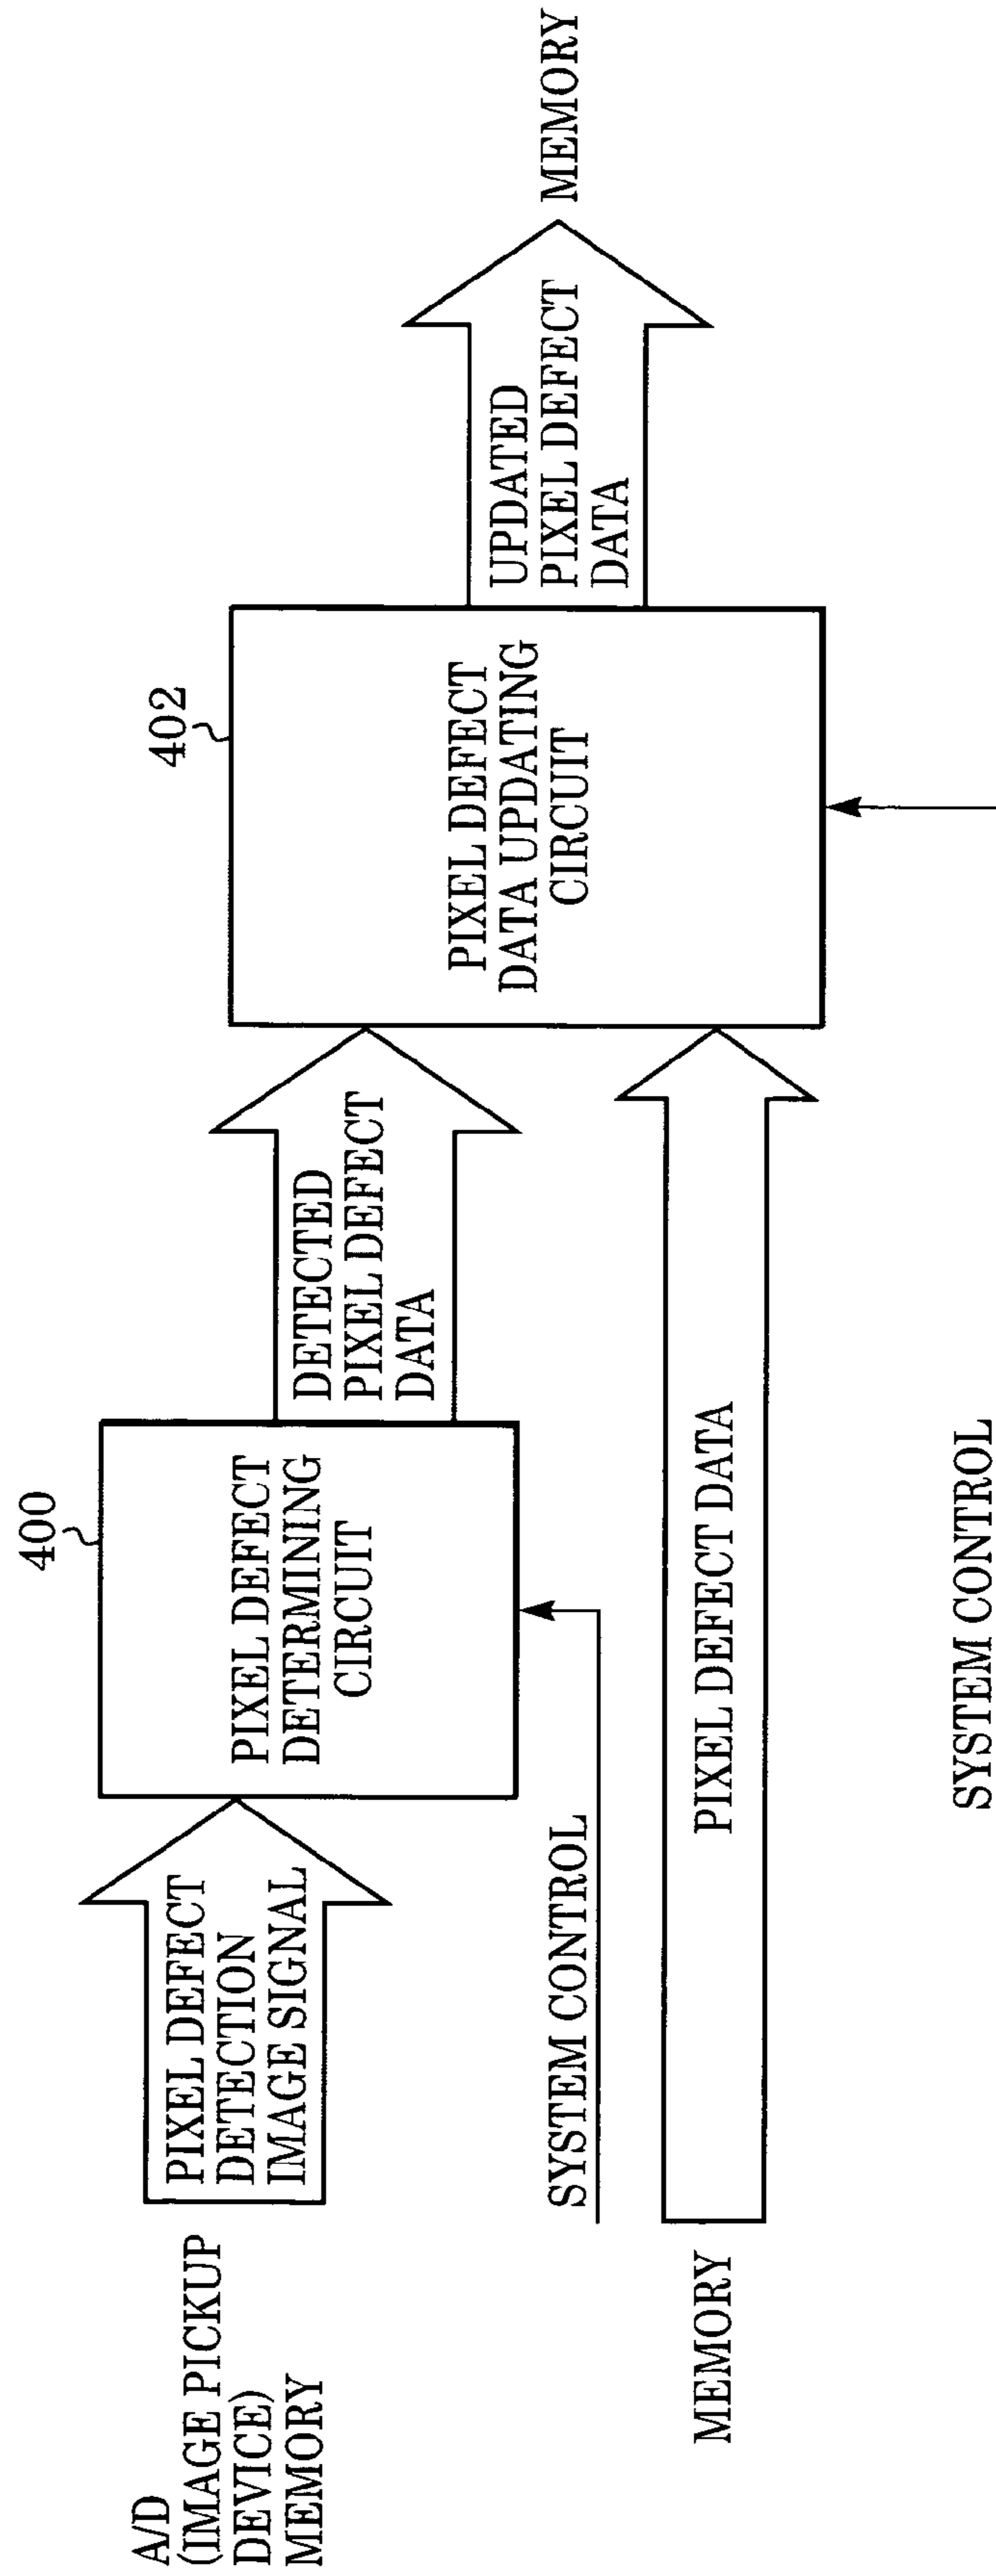 A/D
(IMAGE PICKUP
DEVICE)
MEMORY
PIXEL DEFECT
DETECTION
IMAGE SIGNAL
400
PIXEL DEFECT
DETERMINING
CIRCUIT
SYSTEM CONTROL
DETECTED
PIXEL DEFECT
DATA
MEMORY
PIXEL DEFECT DATA
402
PIXEL DEFECT
DATA UPDATING
CIRCUIT
SYSTEM CONTROL
UPDATED
PIXEL DEFECT
DATA
MEMORY